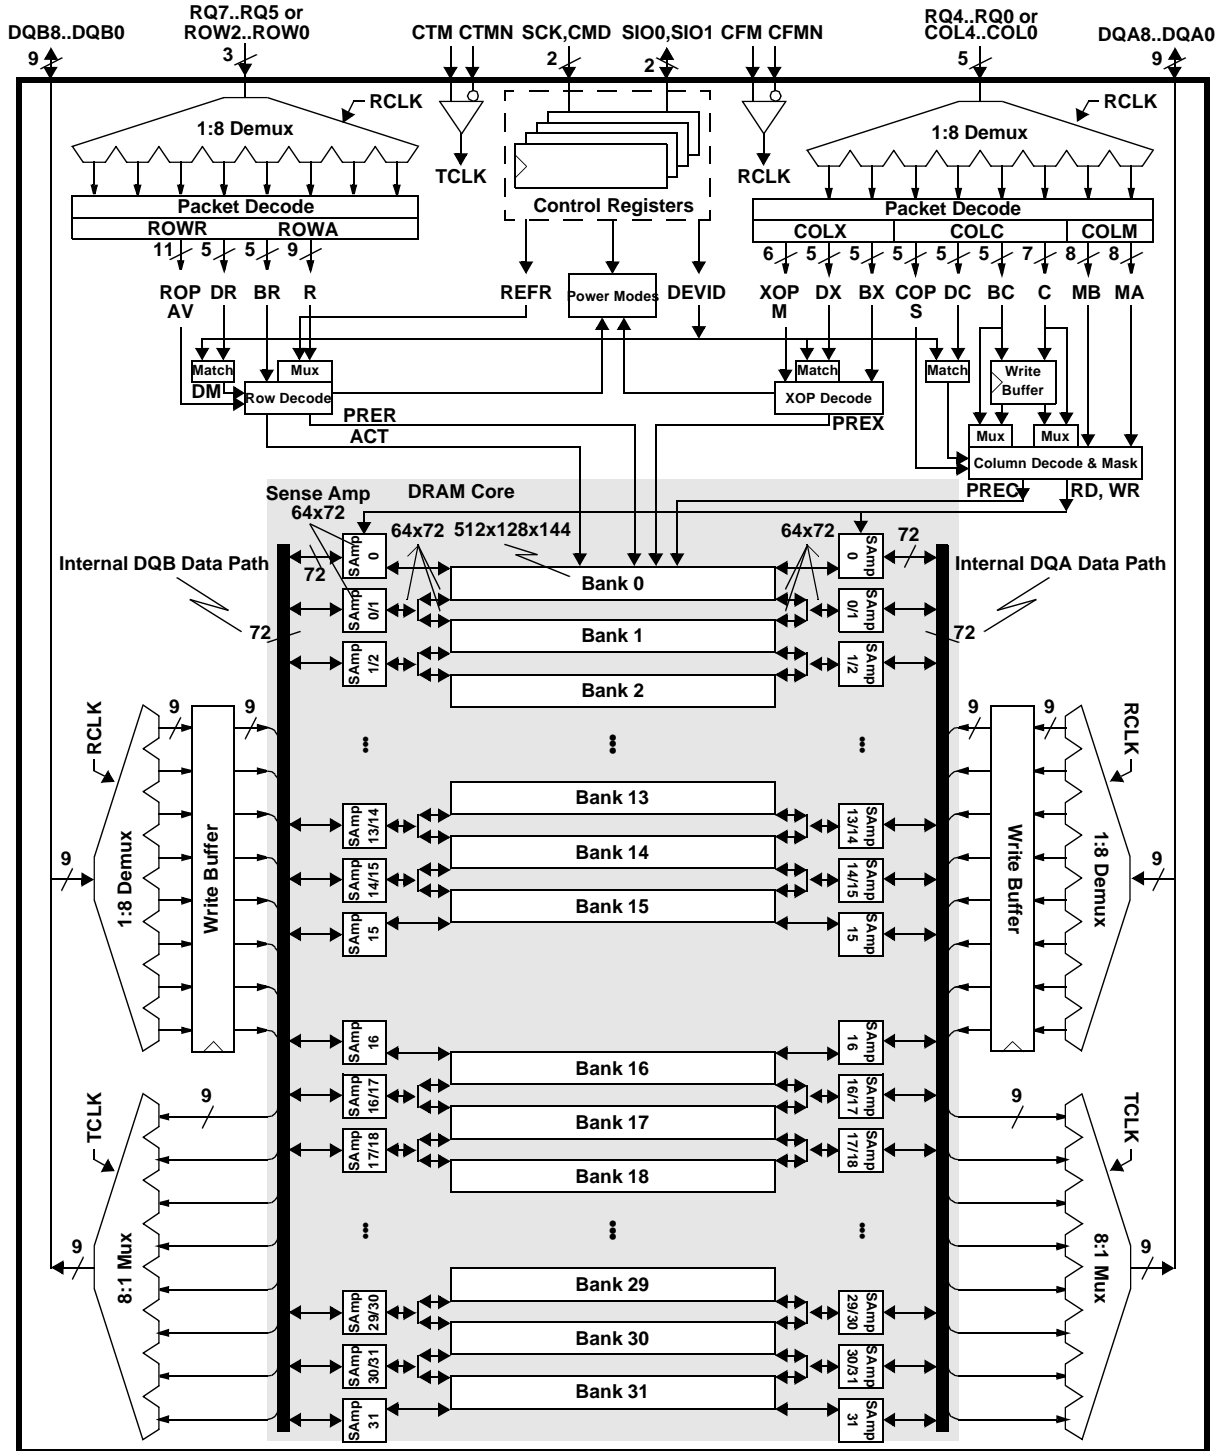 RQ7..RQ5 or
ROW2..ROW0
RQ4..RQ0 or
COL4..COL0
DQB8..DQB0
CTM CTMN SCK,CMD SIO0,SIO1 CFM CFMN
DQA8..DQA0
9
3
2
2
5
9
RCLK
RCLK
1:8 Demux
1:8 Demux
TCLK
RCLK
Control Registers
Packet Decode
Packet Decode
ROWR
ROWA
COLX
COLC
COLM
11
5
5
9
6
5
5
5
5
5
7
8
8
ROP
AV
DR
BR
R
REFR
Power Modes
DEVID
XOP
M
DX
BX
COP
S
DC
BC
C
MB
MA
Match
Mux
Match
Match
Write
Buffer
DM
Row Decode
XOP Decode
PRER
ACT
PREX
Mux
Mux
Column Decode & Mask
PREC
RD, WR
Sense Amp
DRAM Core
64x72
64x72
512x128x144
64x72
72
72
SAmp
0
SAmp
0
Internal DQB Data Path
Internal DQA Data Path
Bank 0
SAmp
0/1
SAmp
0/1
72
72
Bank 1
SAmp
1/2
SAmp
1/2
Bank 2
9
9
9
9
RCLK
RCLK
Bank 13
SAmp
13/14
SAmp
13/14
Bank 14
SAmp
14/15
SAmp
14/15
Bank 15
SAmp
15
SAmp
15
9
1:8 Demux
Write Buffer
Write Buffer
1:8 Demux
9
SAmp
16
SAmp
16
Bank 16
SAmp
16/17
SAmp
16/17
Bank 17
SAmp
17/18
SAmp
17/18
Bank 18
9
9
TCLK
TCLK
9
8:1 Mux
8:1 Mux
9
Bank 29
SAmp
29/30
SAmp
29/30
Bank 30
SAmp
30/31
SAmp
30/31
Bank 31
SAmp
31
SAmp
31